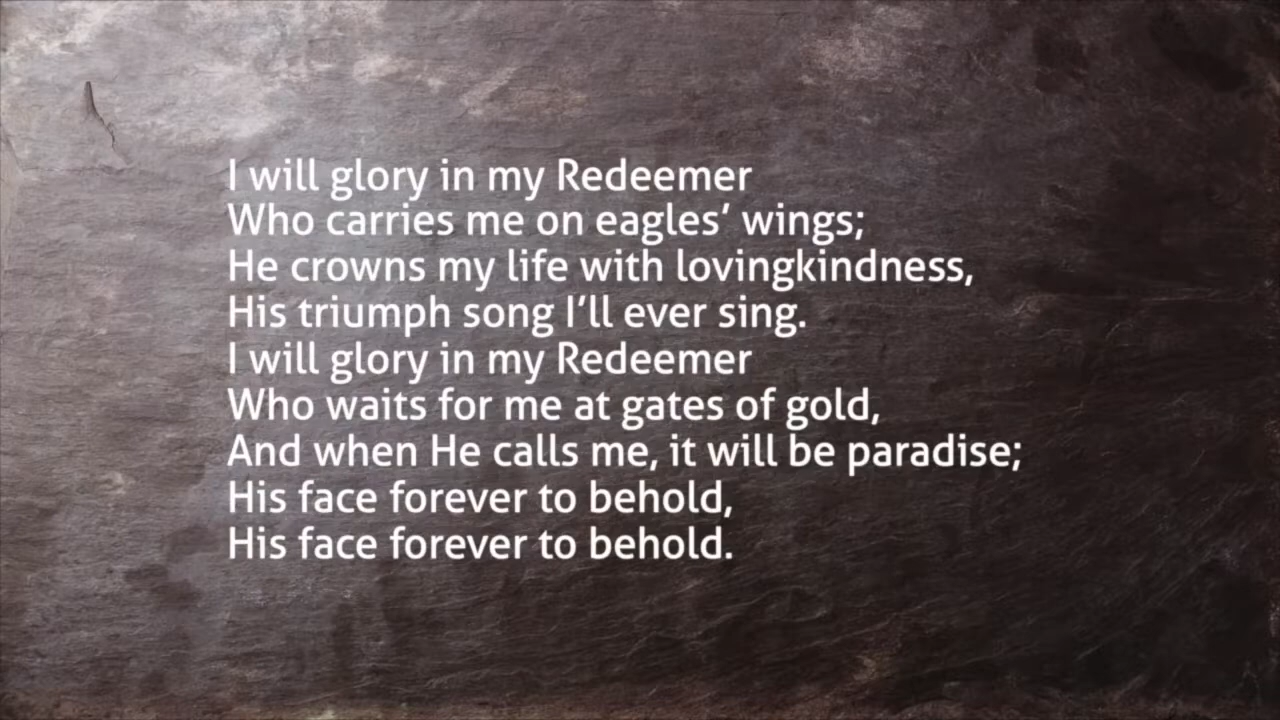 I will glory in my Redeemer
Who carries me on eagles’ wings;
He crowns my life with lovingkindness,
His triumph song I’ll ever sing.
I will glory in my Redeemer
Who waits for me at gates of gold,
And when He calls me, it will be paradise;
His face forever to behold,
His face forever to behold.